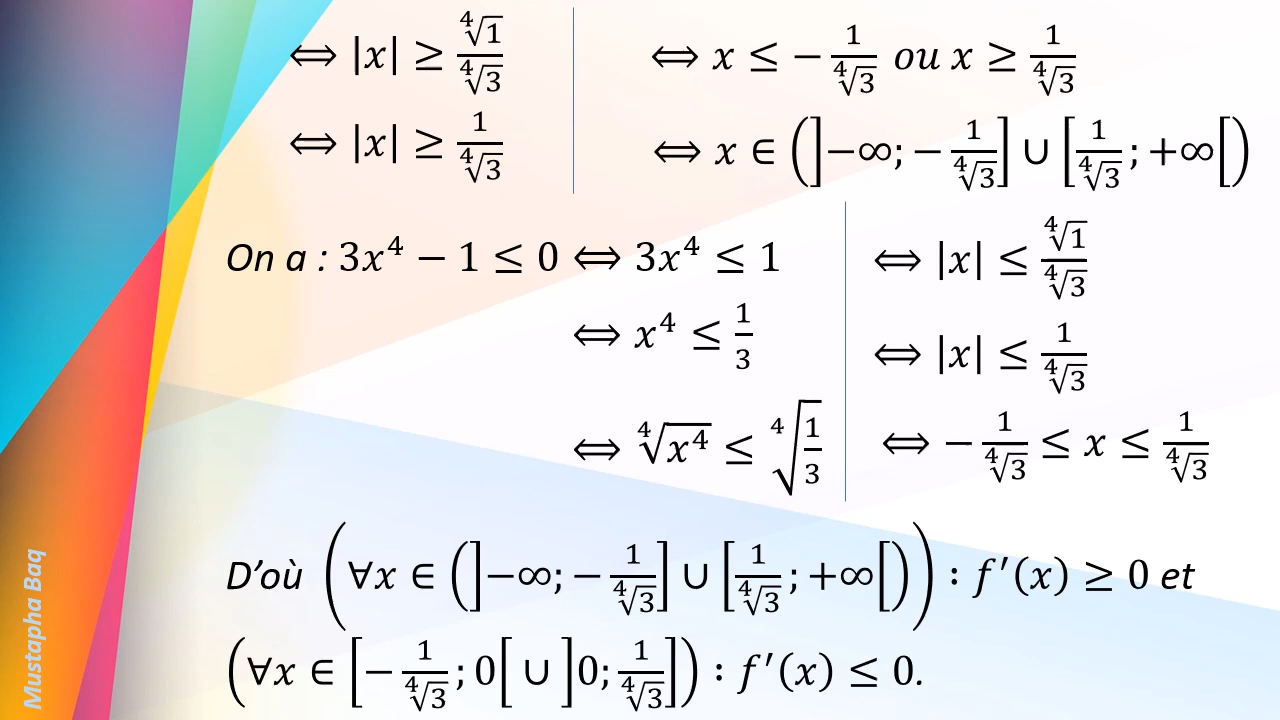 ⟺ |x| ≥ ∜1/∜3
⟺ |x| ≥ 1/∜3
⟺ x ≤ − 1/∜3 ou x ≥ 1/∜3
⟺ x ∈ (]−∞; − 1/∜3] ∪ [1/∜3 ; +∞[)
On a : 3x⁴ − 1 ≤ 0 ⟺ 3x⁴ ≤ 1
⟺ x⁴ ≤ 1/3
⟺ ∜(x⁴) ≤ ∜(1/3)
⟺ |x| ≤ ∜1/∜3
⟺ |x| ≤ 1/∜3
⟺ − 1/∜3 ≤ x ≤ 1/∜3
D'où (∀x ∈ (]−∞; − 1/∜3] ∪ [1/∜3 ; +∞[)) : f′(x) ≥ 0 et
(∀x ∈ [− 1/∜3 ; 0[ ∪ ]0; 1/∜3]) : f′(x) ≤ 0.
Mustapha Baq